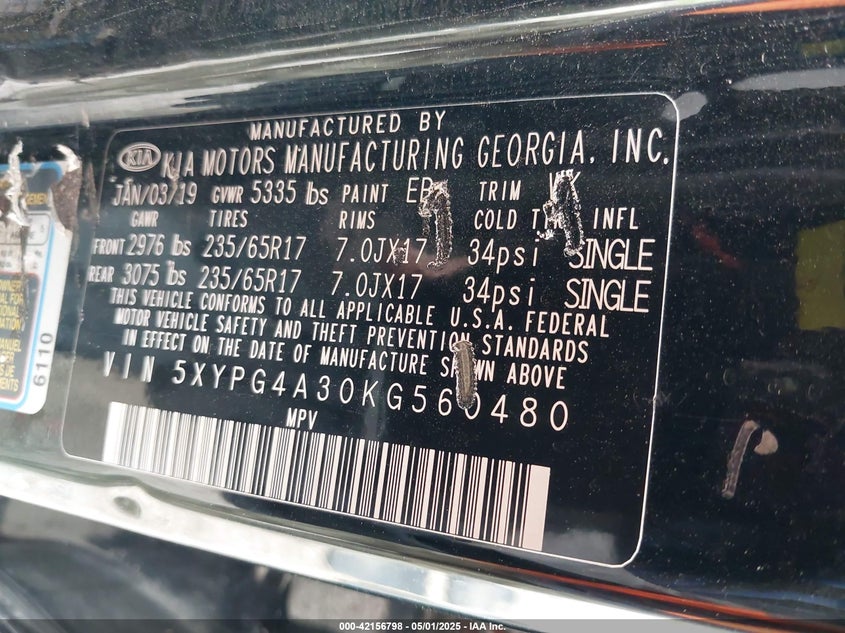 MANUFACTURED BY
KIA KIA MOTORS MANUFACTURING GEORGIA, INC.
JAN/03/19 GVWR 5335 lbs PAINT TRIM
GAWR TIRES RIMS COLD INFL
FRONT 2976 lbs 235/65R17 7.0JX17 34psi SINGLE
REAR 3075 lbs 235/65R17 7.0JX17 34psi SINGLE
THIS VEHICLE CONFORMS TO ALL APPLICABLE U.S.A. FEDERAL
MOTOR VEHICLE SAFETY AND THEFT PREVENTION STANDARDS
IN EFFECT ON THE DATE OF MANUFACTURE SHOWN ABOVE
VIN 5XYPG4A30KG560480
MPV
6110
000-42156798 - 05/01/2025 - IAA Inc.